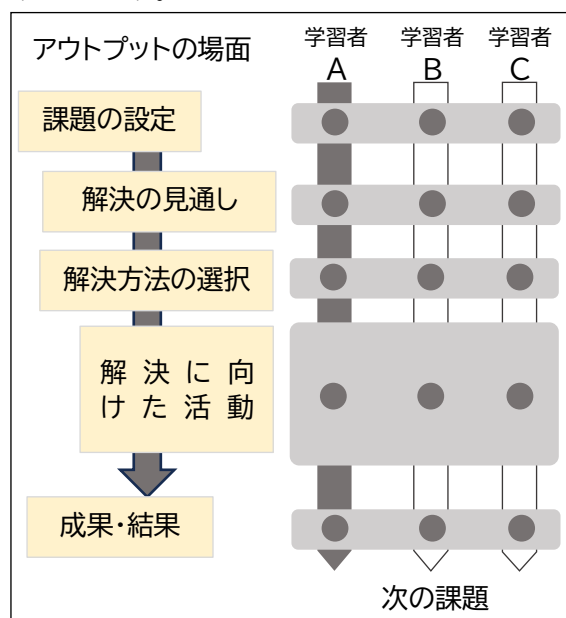 アウトプットの場面
学習者
A
学習者
B
学習者
C
課題の設定
解決の見通し
解決方法の選択
解決に向
けた活動
成果・結果
次の課題